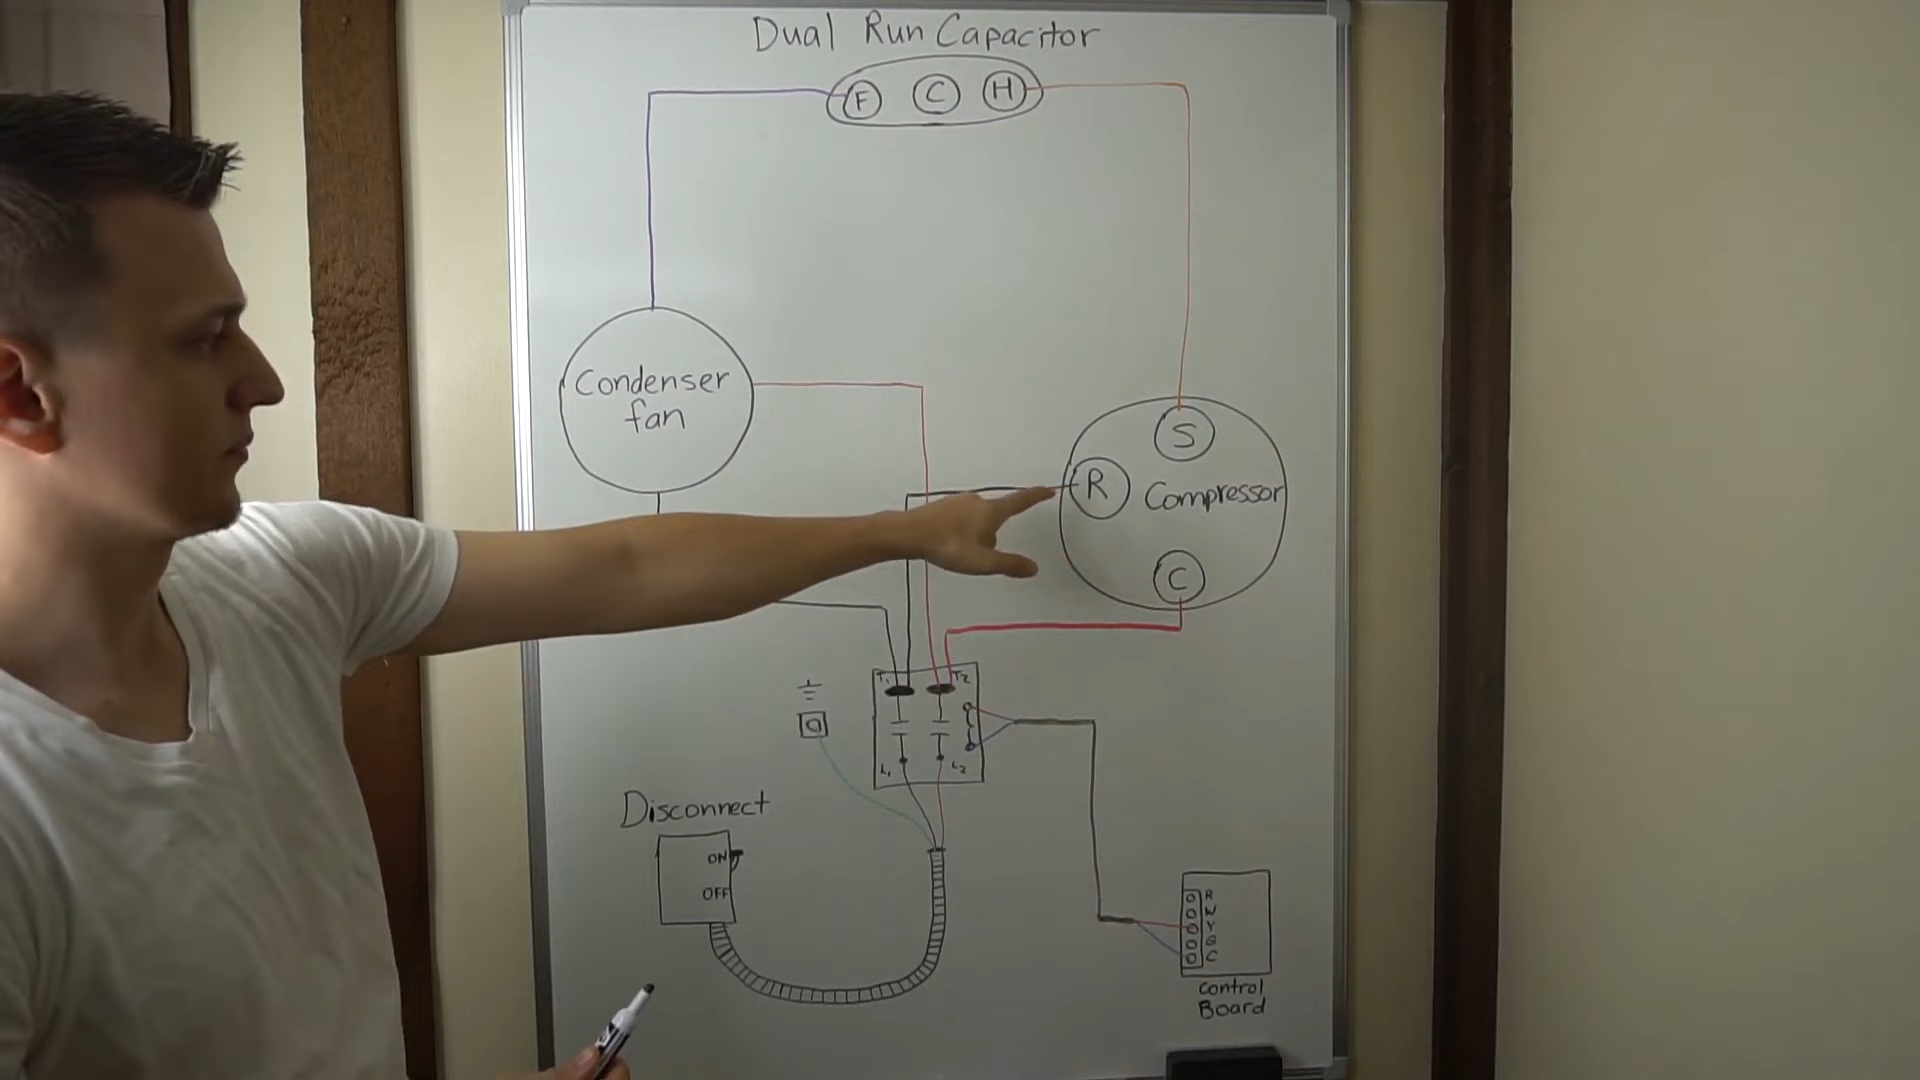 Dual Run Capacitor
F C H
Condenser
fan
S
R Compressor
C
T1 T2
L1 L2
Disconnect
ON
OFF
R
W
Y
G
C
Control
Board